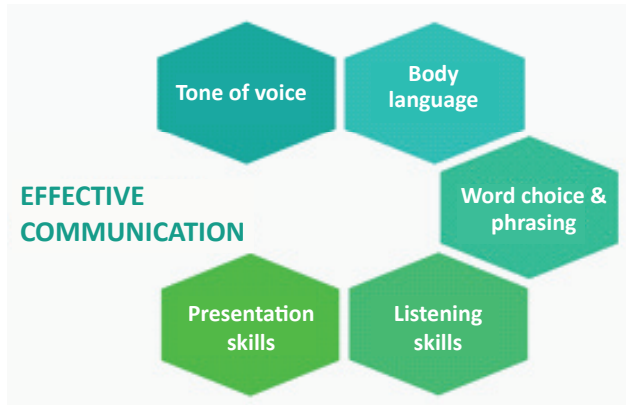 Tone of voice
Body
language
EFFECTIVE
COMMUNICATION
Word choice &
phrasing
Presentation
skills
Listening
skills